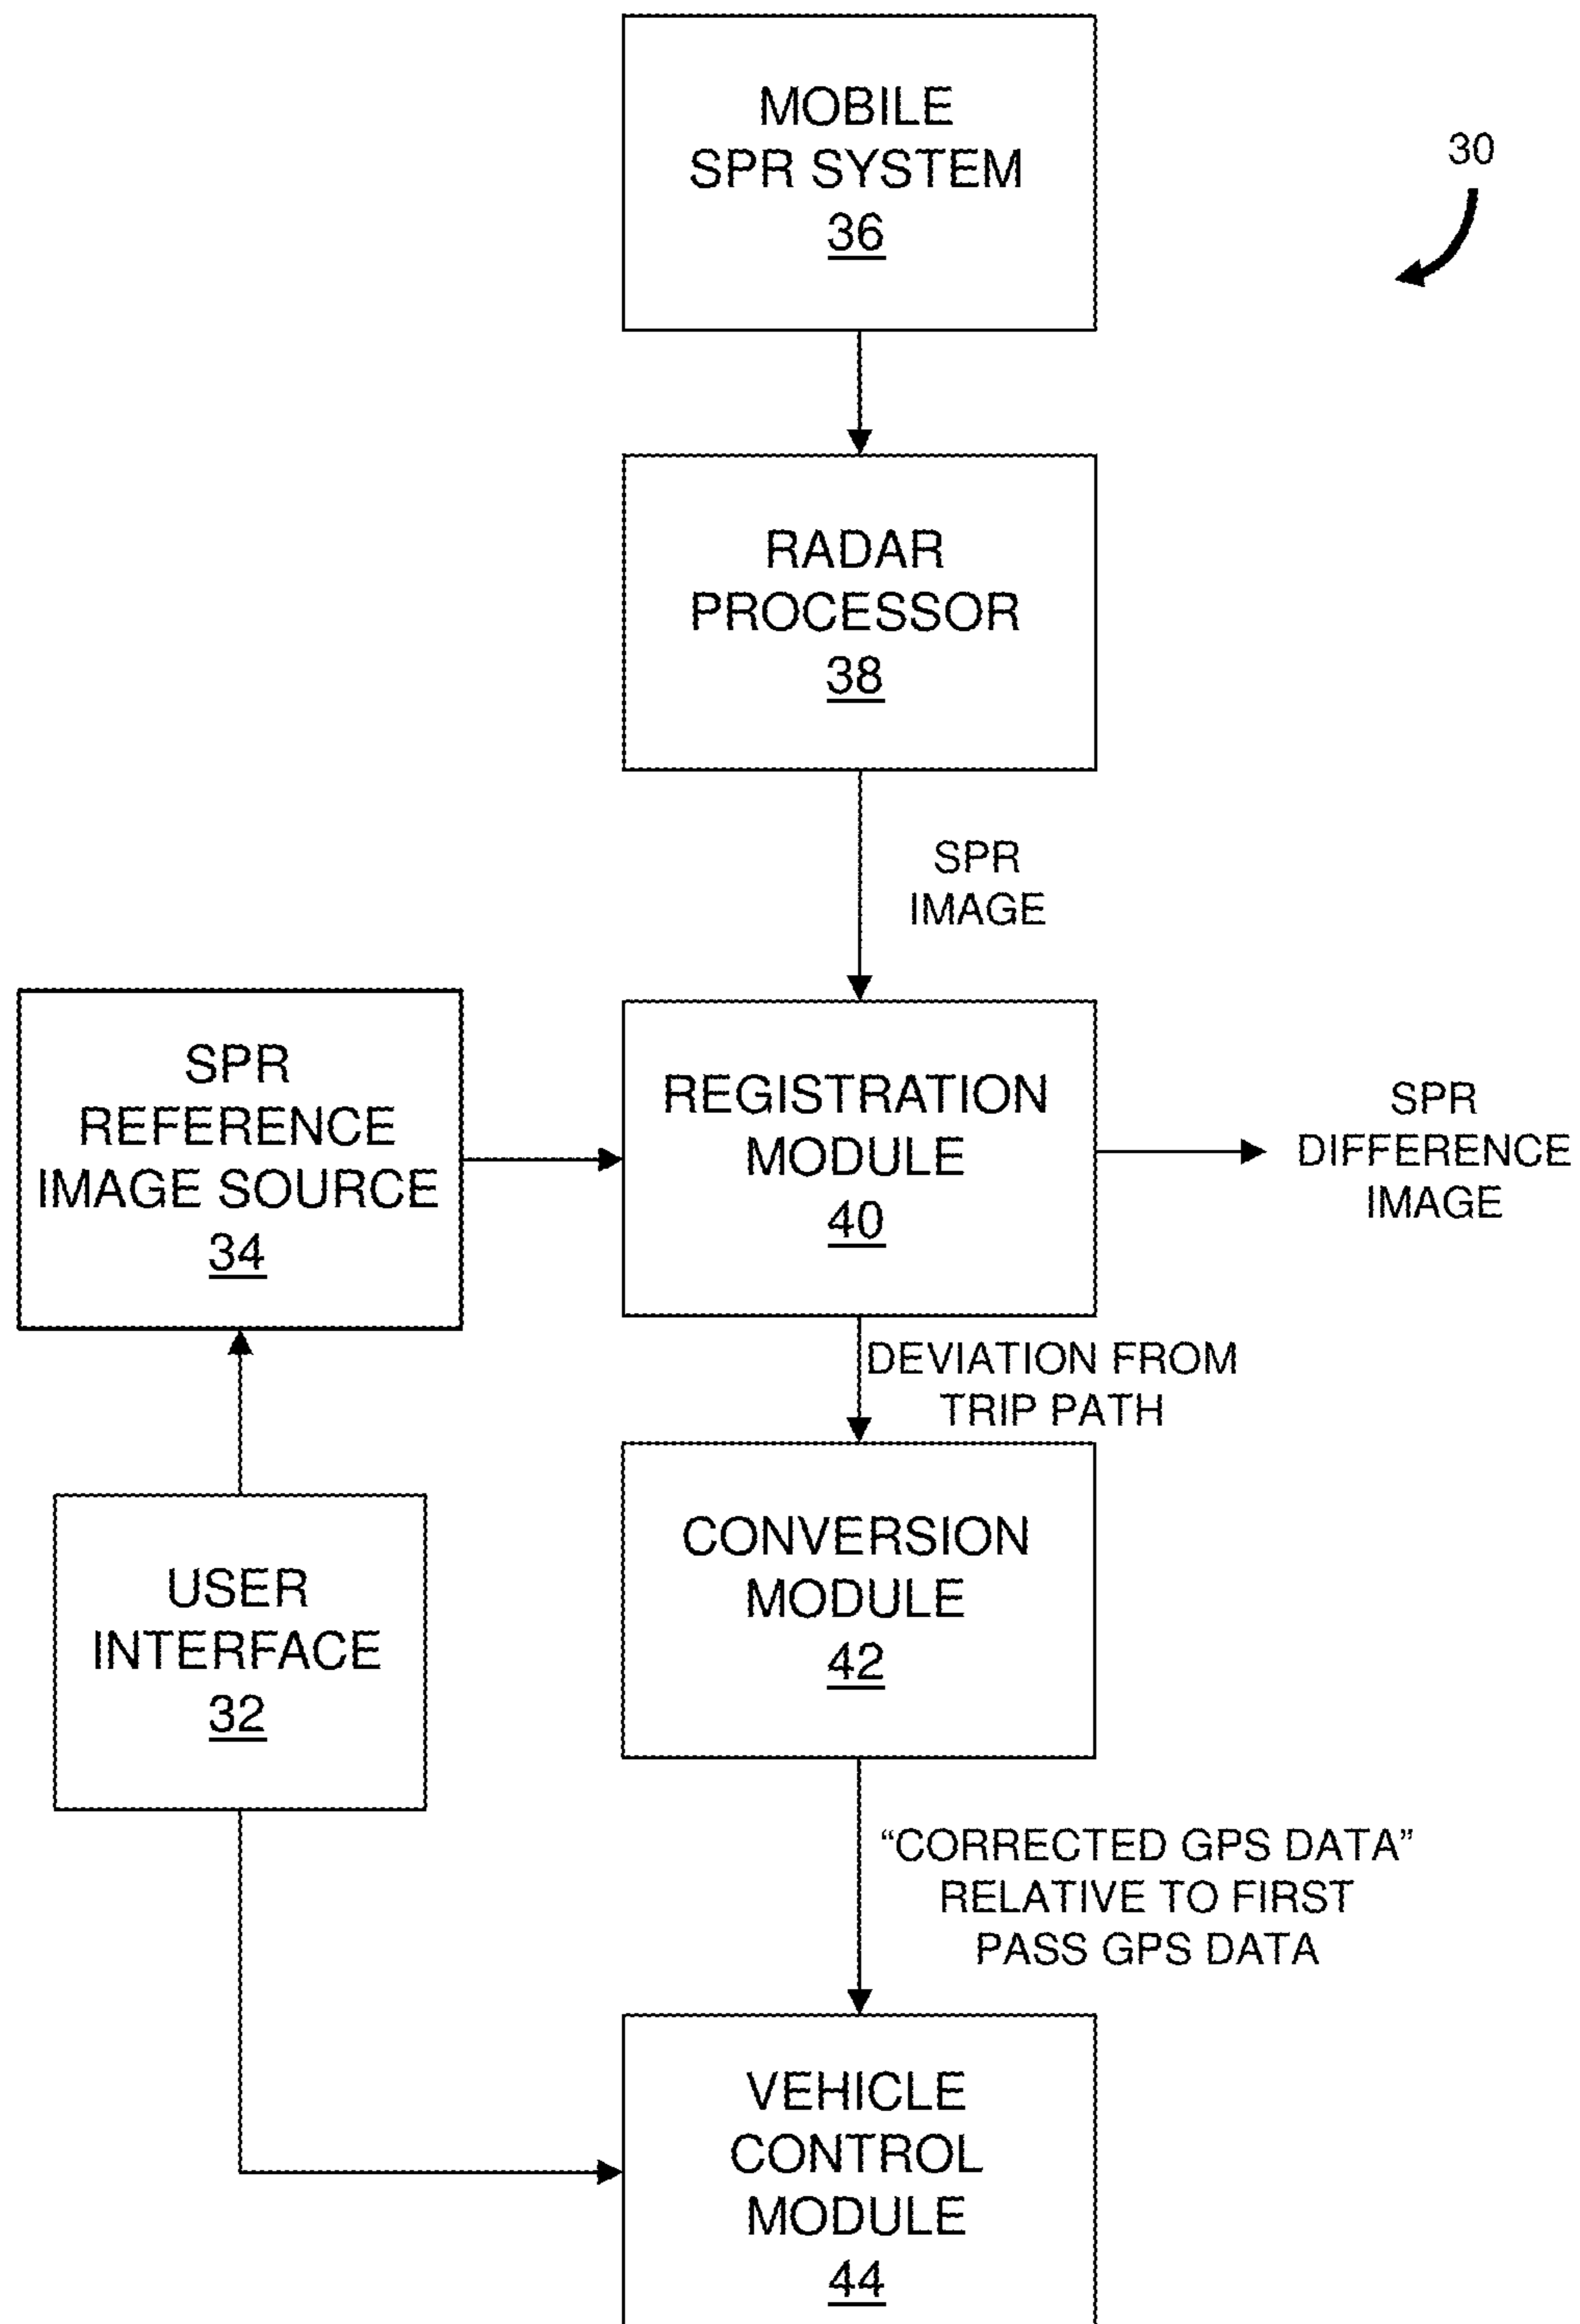 MOBILE
SPR SYSTEM
36
30
RADAR
PROCESSOR
38
SPR
IMAGE
SPR
REFERENCE
IMAGE SOURCE
34
REGISTRATION
MODULE
40
SPR
DIFFERENCE
IMAGE
DEVIATION FROM
TRIP PATH
USER
INTERFACE
32
CONVERSION
MODULE
42
“CORRECTED GPS DATA”
RELATIVE TO FIRST
PASS GPS DATA
VEHICLE
CONTROL
MODULE
44